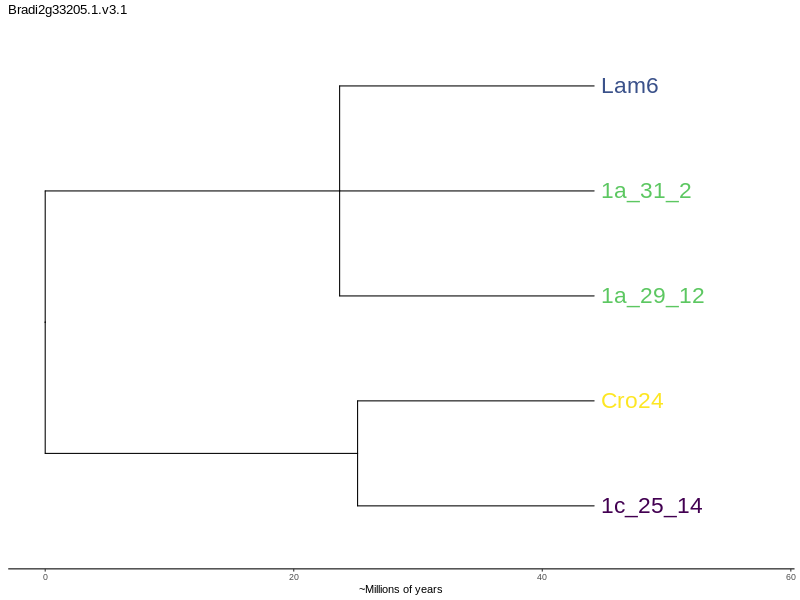 Bradi2g33205.1.v3.1
Lam6
1a_31_2
1a_29_12
Cro24
1c_25_14
0 20 40 60
~Millions of years